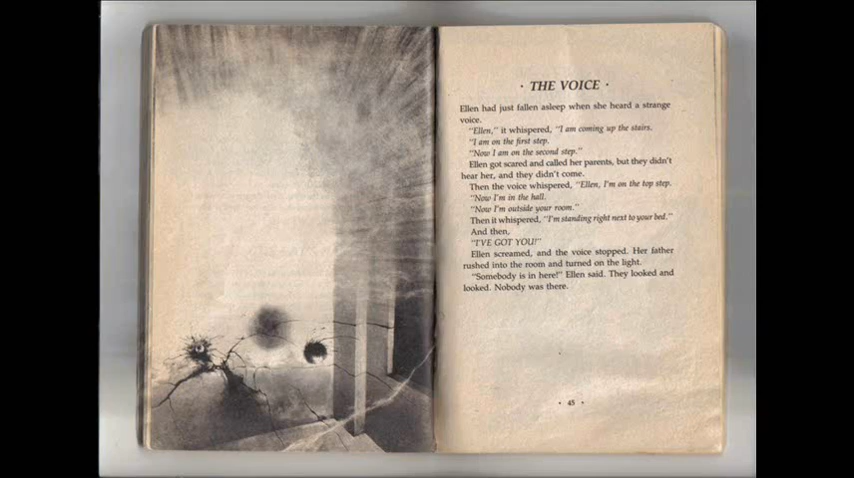 · THE VOICE ·
Ellen had just fallen asleep when she heard a strange
voice.
"Ellen," it whispered, "I am coming up the stairs.
"I am on the first step.
"Now I am on the second step."
Ellen got scared and called her parents, but they didn't
hear her, and they didn't come.
Then the voice whispered, "Ellen, I'm on the top step.
"Now I'm in the hall.
"Now I'm outside your room."
Then it whispered, "I'm standing right next to your bed."
And then,
"I'VE GOT YOU!"
Ellen screamed, and the voice stopped. Her father
rushed into the room and turned on the light.
"Somebody is in here!" Ellen said. They looked and
looked. Nobody was there.
· 45 ·